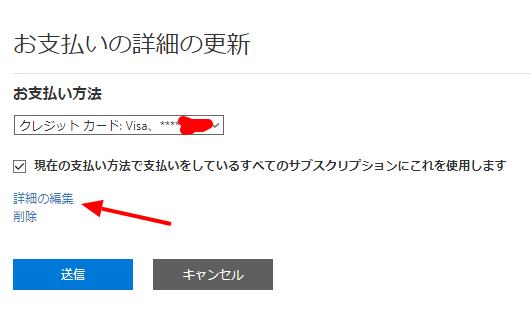 お支払いの詳細の更新
お支払い方法
クレジット カード: Visa、****
現在の支払い方法で支払いをしているすべてのサブスクリプションにこれを使用します
詳細の編集
削除
送信
キャンセル